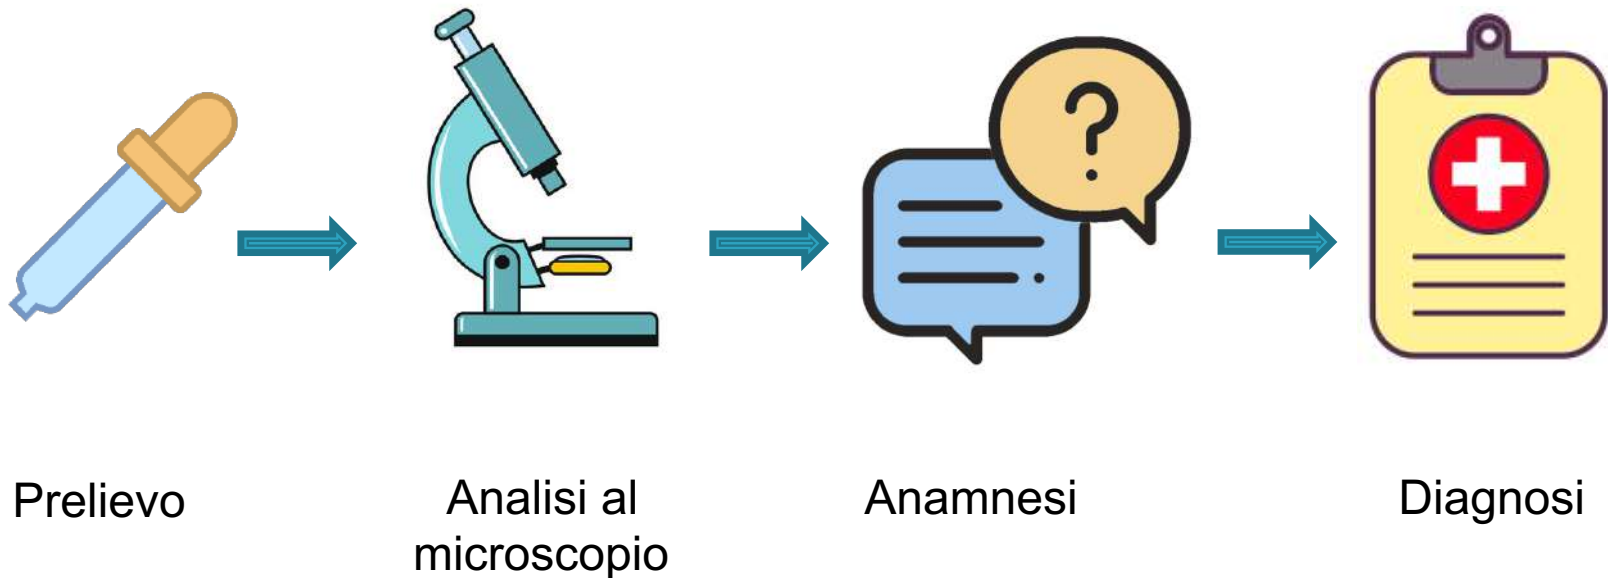 Prelievo
Analisi al
microscopio
Anamnesi
Diagnosi